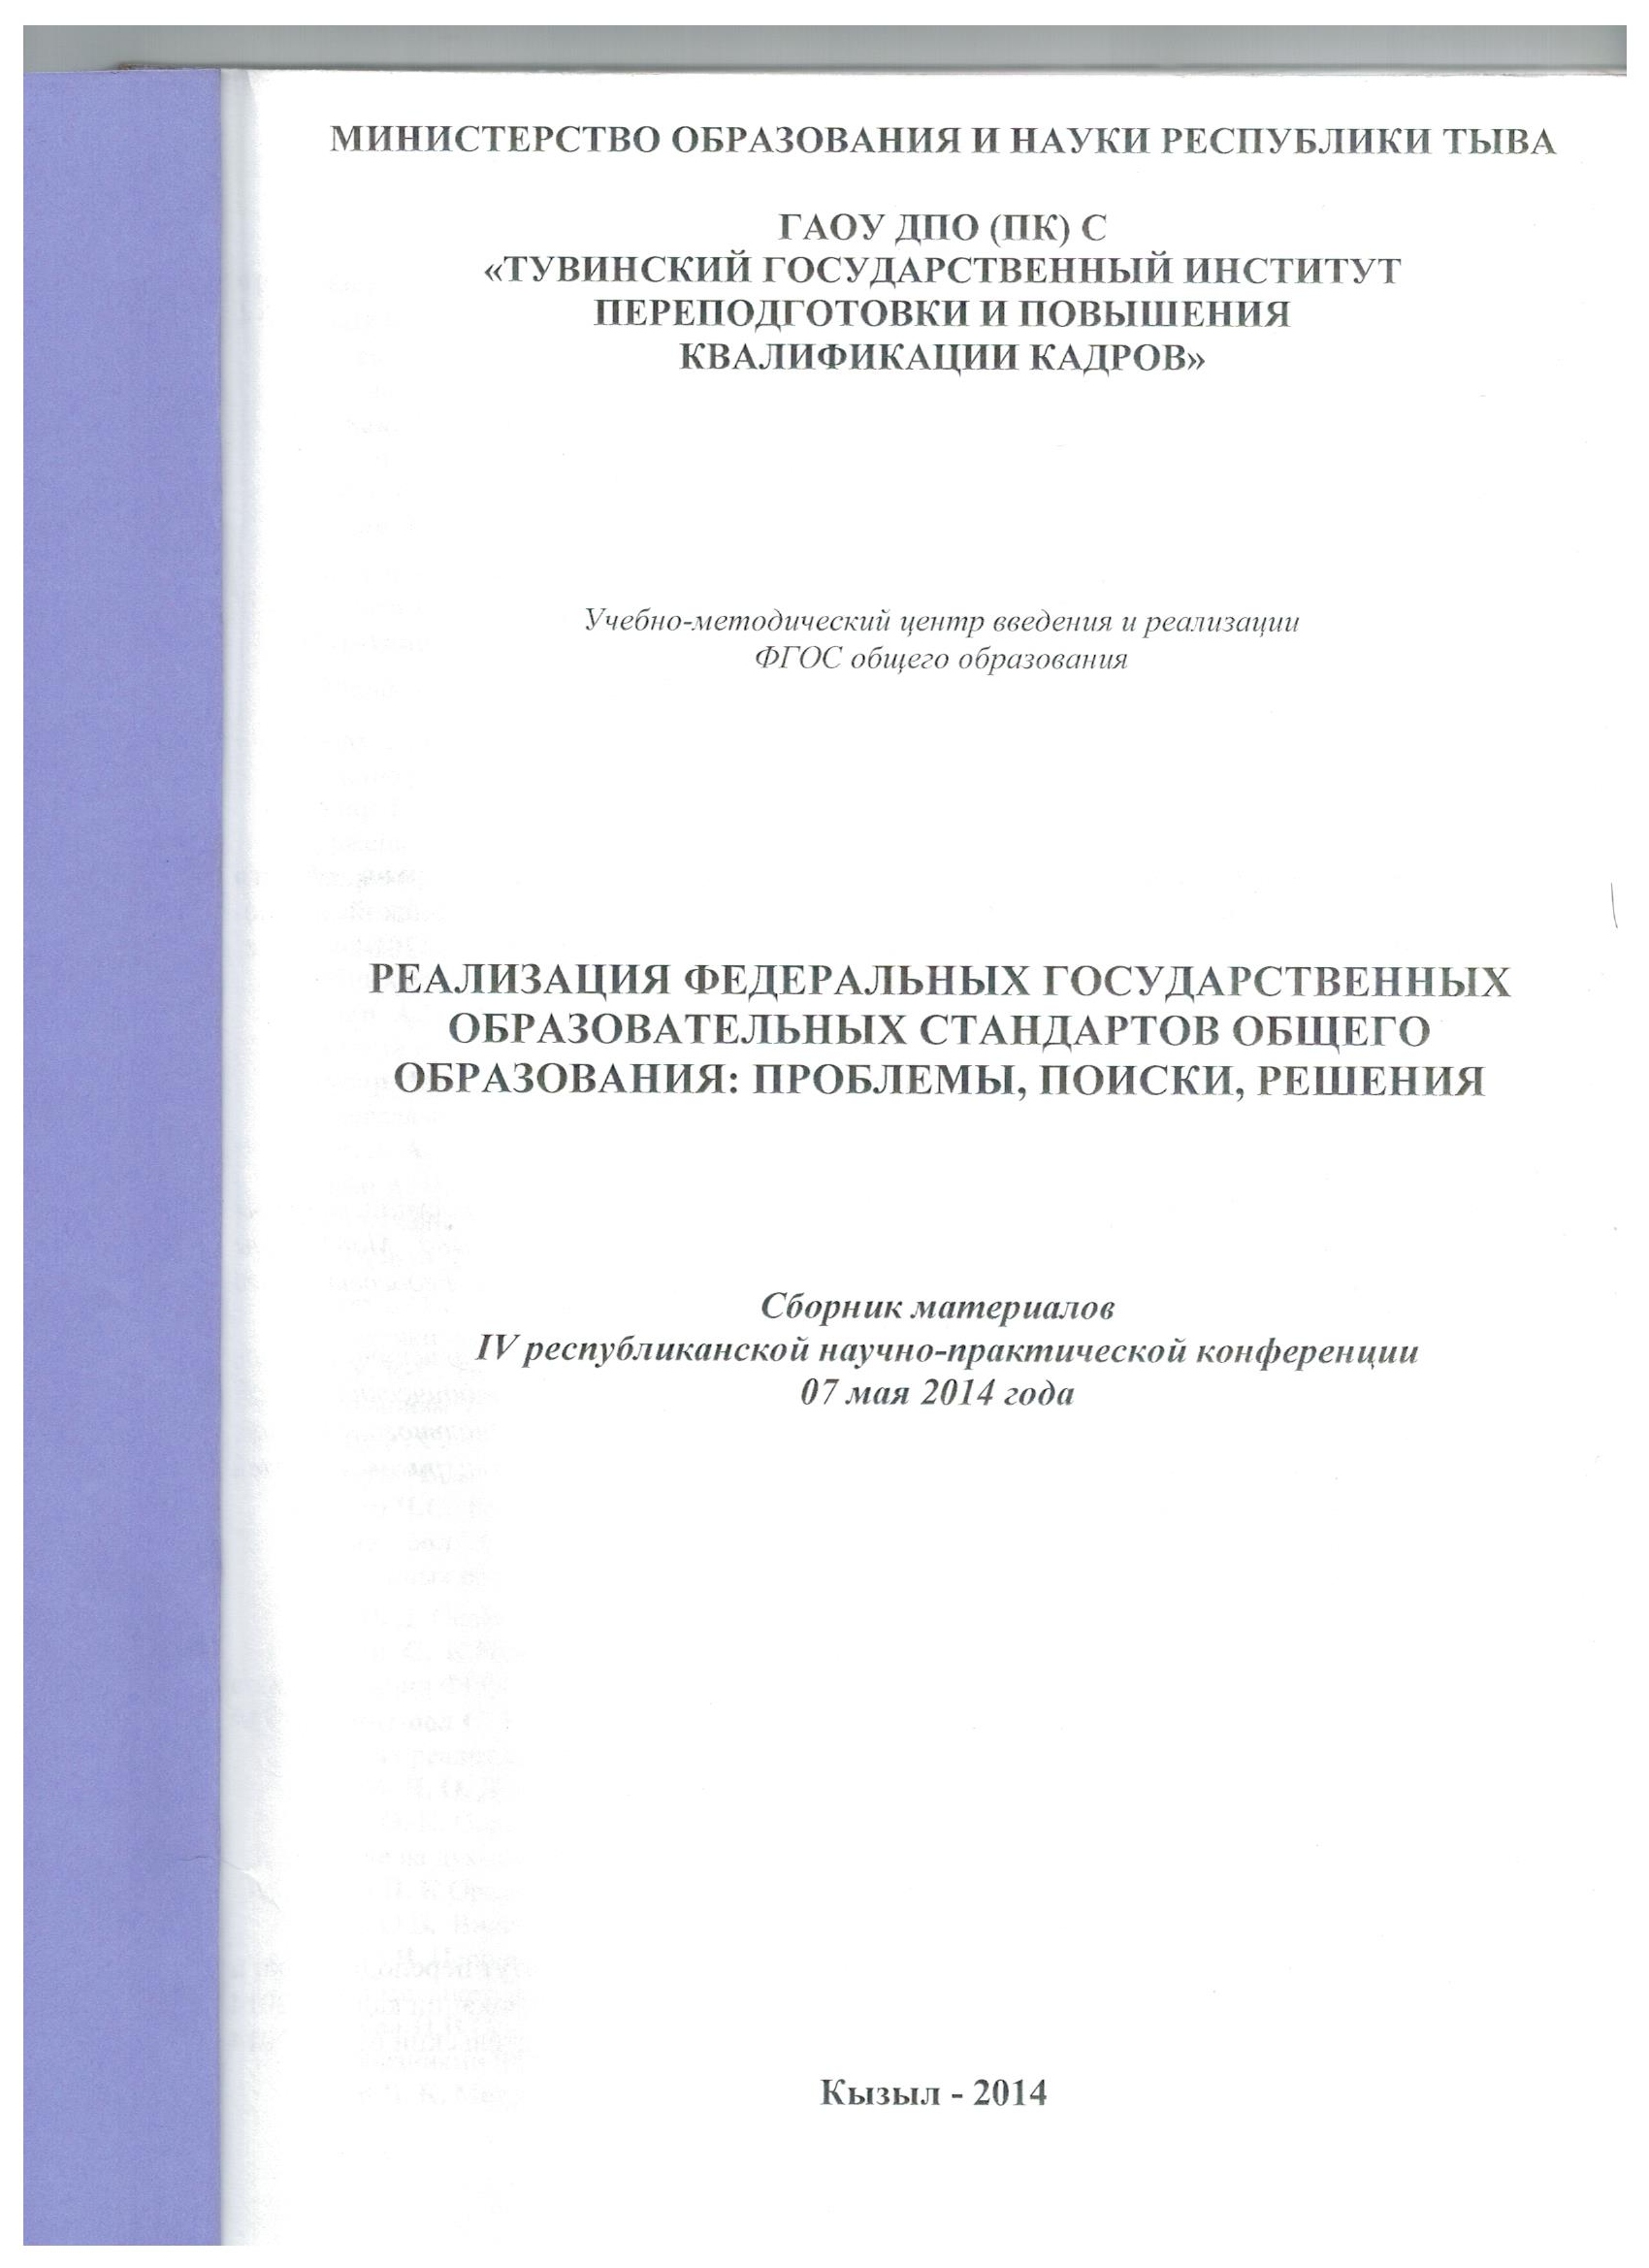 МИНИСТЕРСТВО ОБРАЗОВАНИЯ И НАУКИ РЕСПУБЛИКИ ТЫВА
ГАОУ ДПО (ПК) С
«ТУВИНСКИЙ ГОСУДАРСТВЕННЫЙ ИНСТИТУТ
ПЕРЕПОДГОТОВКИ И ПОВЫШЕНИЯ
КВАЛИФИКАЦИИ КАДРОВ»
Учебно-методический центр введения и реализации
ФГОС общего образования
РЕАЛИЗАЦИЯ ФЕДЕРАЛЬНЫХ ГОСУДАРСТВЕННЫХ
ОБРАЗОВАТЕЛЬНЫХ СТАНДАРТОВ ОБЩЕГО
ОБРАЗОВАНИЯ: ПРОБЛЕМЫ, ПОИСКИ, РЕШЕНИЯ
Сборник материалов
IV республиканской научно-практической конференции
07 мая 2014 года
Кызыл - 2014